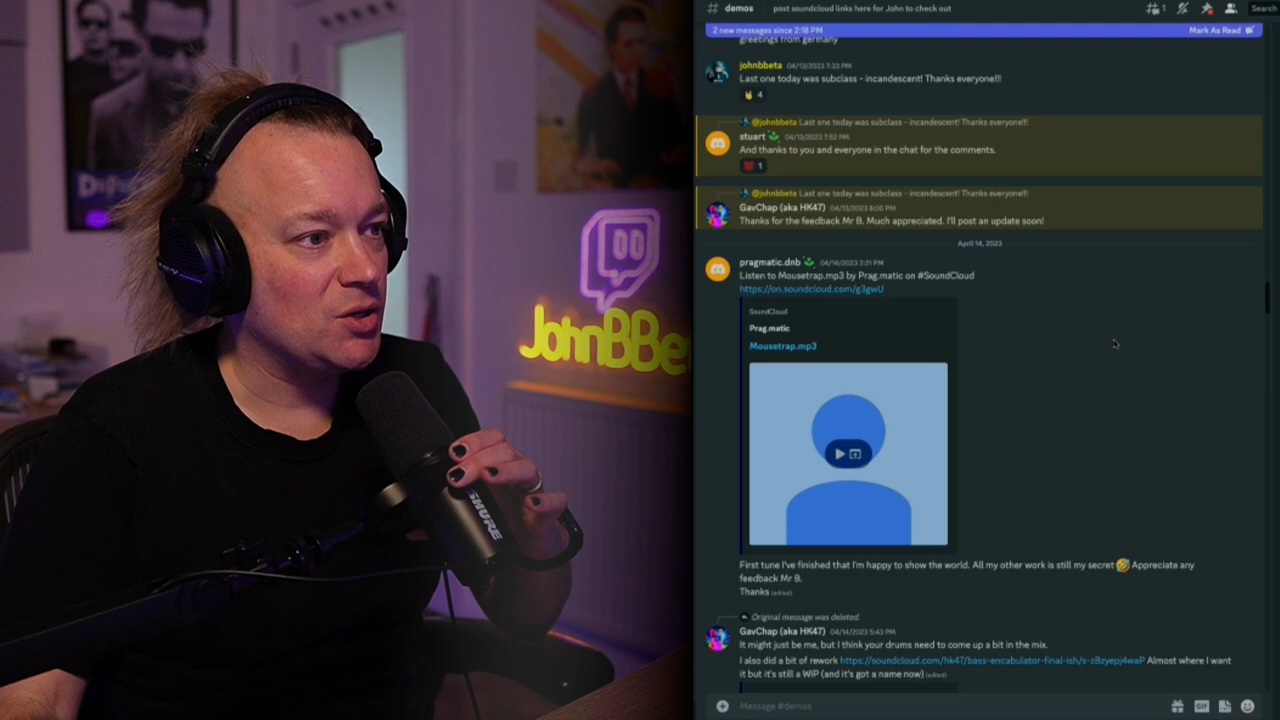 demos
post soundcloud links here for John to check out
1
Search
2 new messages since 2:18 PM
Mark As Read
greetings from germany
johnbbeta 04/13/2023 7:33 PM
Last one today was subclass - incandescent! Thanks everyone!!!
4
@johnbbeta Last one today was subclass - incandescent! Thanks everyone!!!
stuart 04/13/2023 7:52 PM
And thanks to you and everyone in the chat for the comments.
1
@johnbbeta Last one today was subclass - incandescent! Thanks everyone!!!
GavChap (aka HK47) 04/13/2023 8:00 PM
Thanks for the feedback Mr B. Much appreciated. I'll post an update soon!
April 14, 2023
pragmatic.dnb 04/14/2023 2:21 PM
Listen to Mousetrap.mp3 by Prag.matic on #SoundCloud
https://on.soundcloud.com/g3gwU
SoundCloud
Prag.matic
Mousetrap.mp3
First tune I've finished that I'm happy to show the world. All my other work is still my secret 🤣 Appreciate any
feedback Mr B.
Thanks (edited)
Original message was deleted.
GavChap (aka HK47) 04/14/2023 5:43 PM
It might just be me, but I think your drums need to come up a bit in the mix.
I also did a bit of rework https://soundcloud.com/hk47/bass-encabulator-final-ish/s-zBzyepj4waP Almost where I want
it but it's still a WIP (and it's got a name now) (edited)
Message #demos
GIF
JohnBBe
SHURE